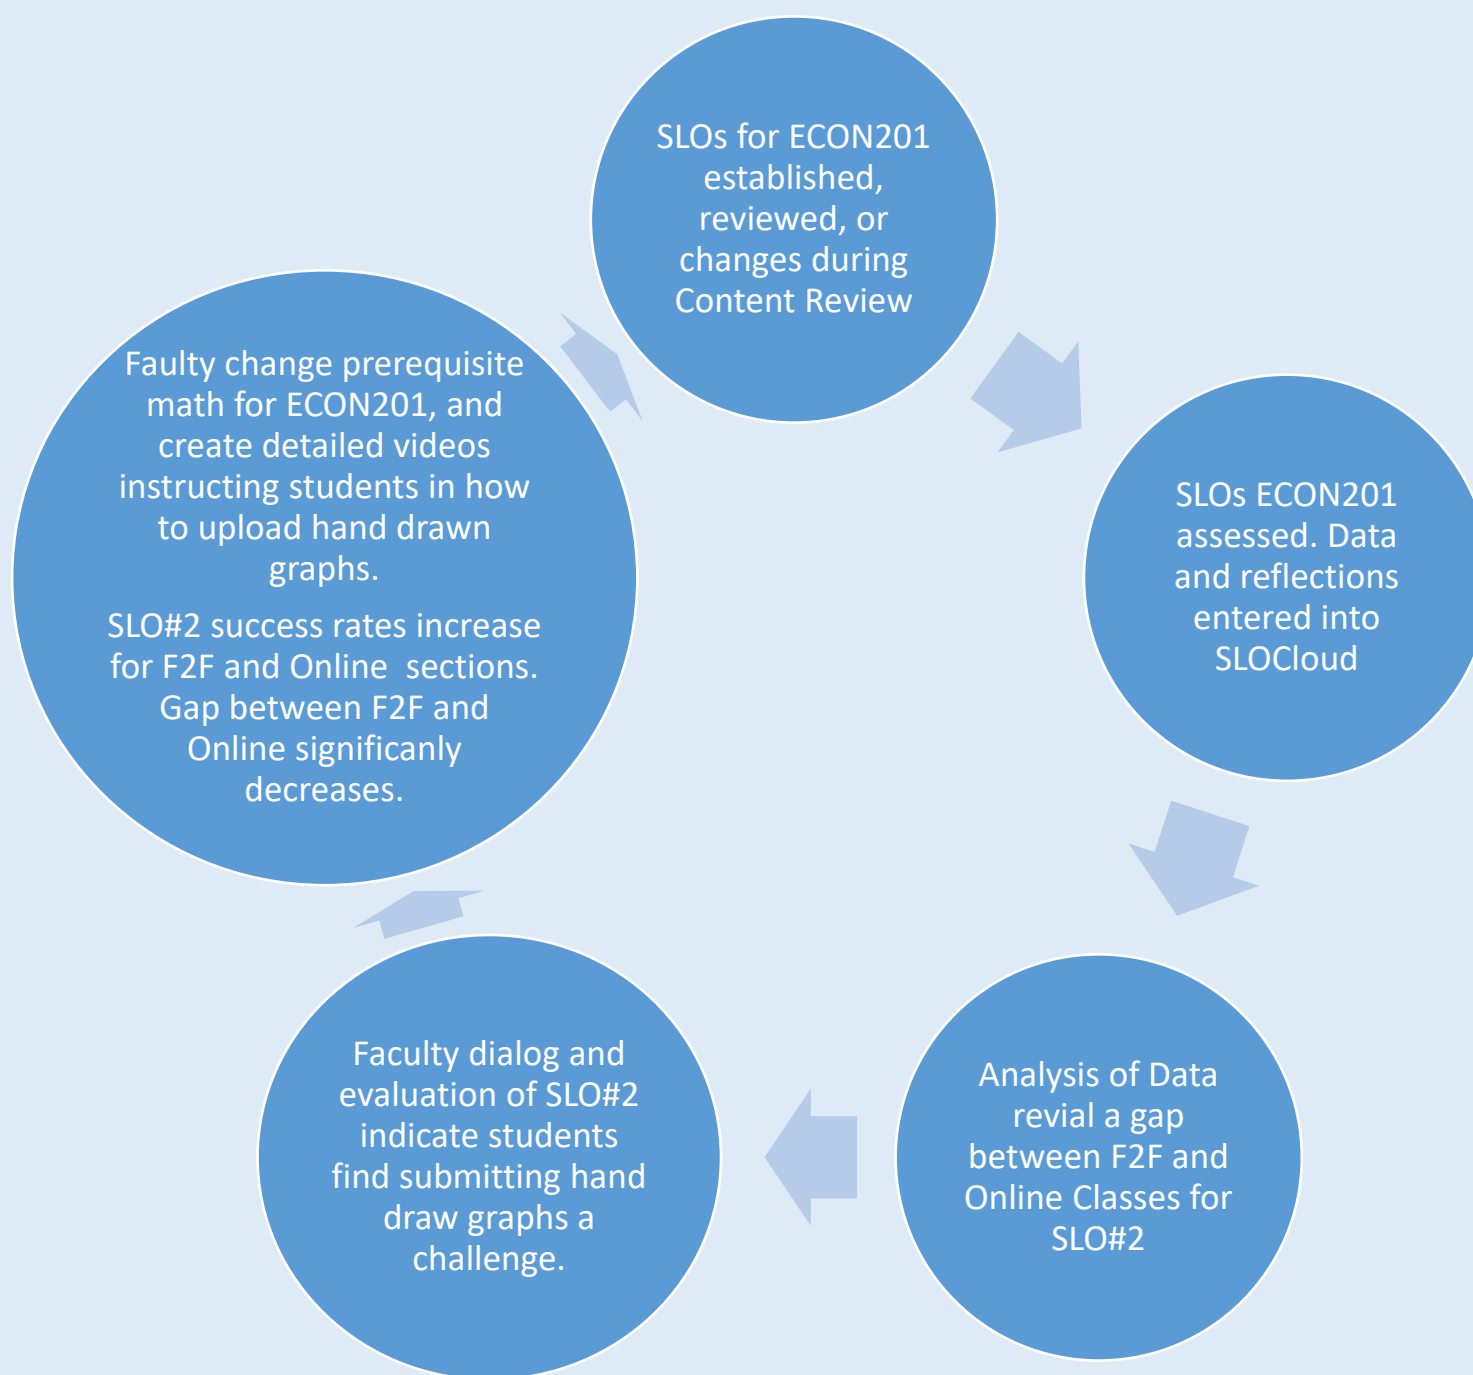 SLOs for ECON201
established,
reviewed, or
changes during
Content Review
SLOs ECON201
assessed. Data
and reflections
entered into
SLOCloud
Analysis of Data
revial a gap
between F2F and
Online Classes for
SLO#2
Faculty dialog and
evaluation of SLO#2
indicate students
find submitting hand
draw graphs a
challenge.
Faulty change prerequisite
math for ECON201, and
create detailed videos
instructing students in how
to upload hand drawn
graphs.
SLO#2 success rates increase
for F2F and Online  sections.
Gap between F2F and
Online significanly
decreases.